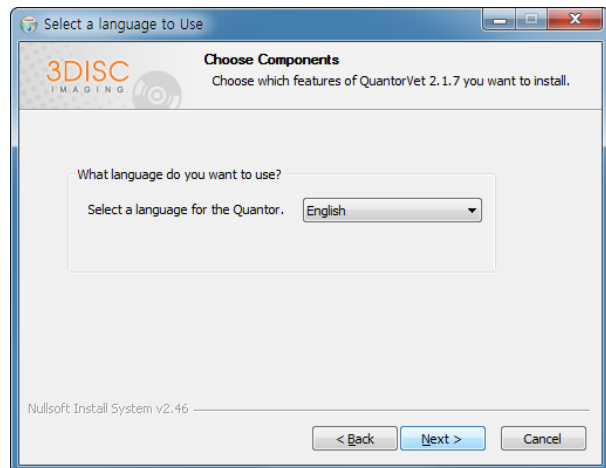 Select a language to Use
3DISC
IMAGING
Choose Components
Choose which features of QuantorVet 2.1.7 you want to install.
What language do you want to use?
Select a language for the Quantor.
English
Nullsoft Install System v2.46
< Back
Next >
Cancel